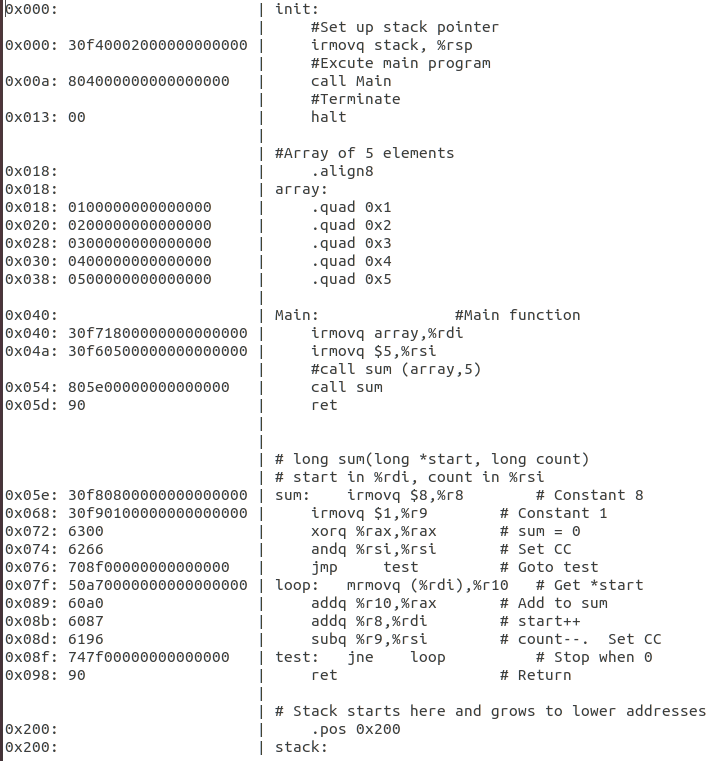 0x000:                      | init:
                            |     #Set up stack pointer
0x000: 30f40002000000000000 |     irmovq stack, %rsp
                            |     #Excute main program
0x00a: 804000000000000000   |     call Main
                            |     #Terminate
0x013: 00                   |     halt
                            |
                            | #Array of 5 elements
0x018:                      |     .align8
0x018:                      | array:
0x018: 0100000000000000     |     .quad 0x1
0x020: 0200000000000000     |     .quad 0x2
0x028: 0300000000000000     |     .quad 0x3
0x030: 0400000000000000     |     .quad 0x4
0x038: 0500000000000000     |     .quad 0x5
                            |
0x040:                      | Main:               #Main function
0x040: 30f71800000000000000 |     irmovq array,%rdi
0x04a: 30f60500000000000000 |     irmovq $5,%rsi
                            |     #call sum (array,5)
0x054: 805e00000000000000   |     call sum
0x05d: 90                   |     ret
                            |
                            |
                            | # long sum(long *start, long count)
                            | # start in %rdi, count in %rsi
0x05e: 30f80800000000000000 | sum:    irmovq $8,%r8        # Constant 8
0x068: 30f90100000000000000 |     irmovq $1,%r9        # Constant 1
0x072: 6300                 |     xorq %rax,%rax       # sum = 0
0x074: 6266                 |     andq %rsi,%rsi       # Set CC
0x076: 708f00000000000000   |     jmp     test         # Goto test
0x07f: 50a70000000000000000 | loop:   mrmovq (%rdi),%r10   # Get *start
0x089: 60a0                 |     addq %r10,%rax       # Add to sum
0x08b: 6087                 |     addq %r8,%rdi        # start++
0x08d: 6196                 |     subq %r9,%rsi        # count--.  Set CC
0x08f: 747f00000000000000   | test:   jne    loop          # Stop when 0
0x098: 90                   |     ret                  # Return
                            |
                            | # Stack starts here and grows to lower addresses
0x200:                      |     .pos 0x200
0x200:                      | stack: